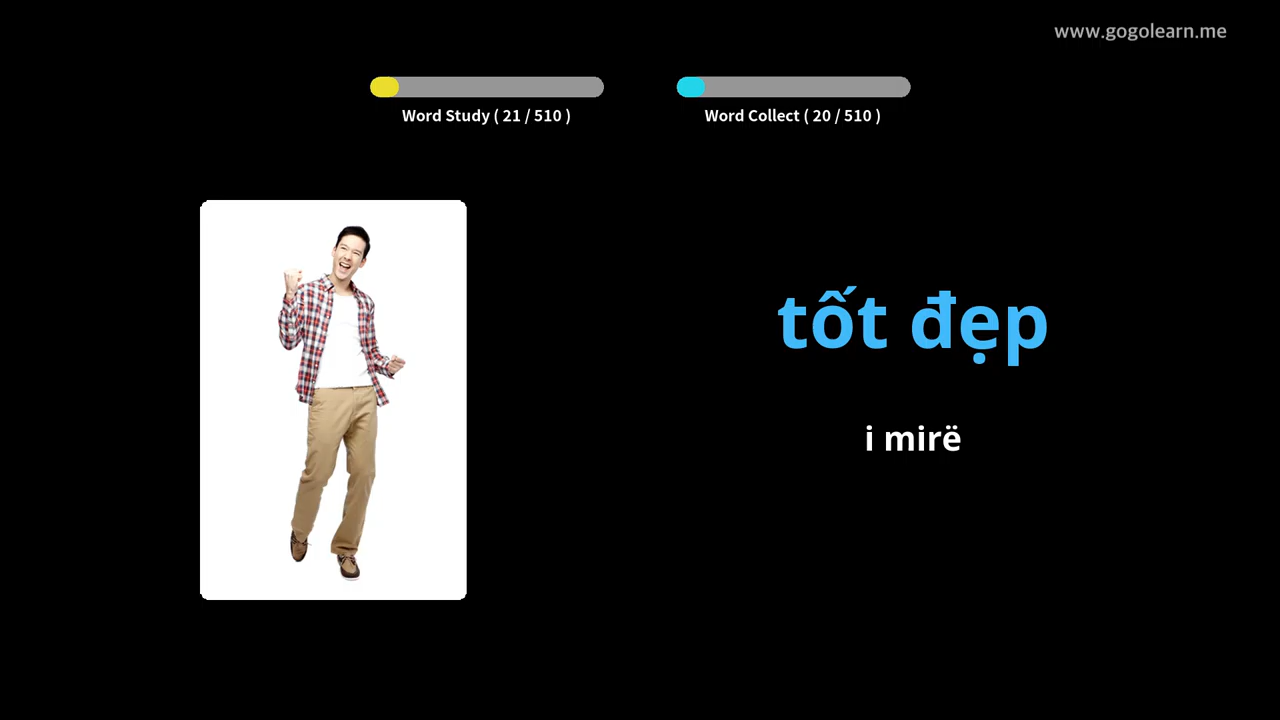 www.gogolearn.me
Word Study ( 21 / 510 )
Word Collect ( 20 / 510 )
tốt đẹp
i mirë